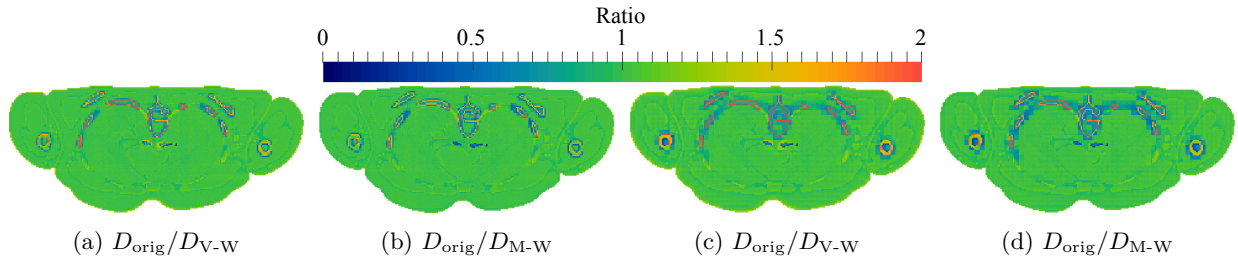 Ratio
0 0.5 1 1.5 2
(a) D_orig/D_V-W
(b) D_orig/D_M-W
(c) D_orig/D_V-W
(d) D_orig/D_M-W